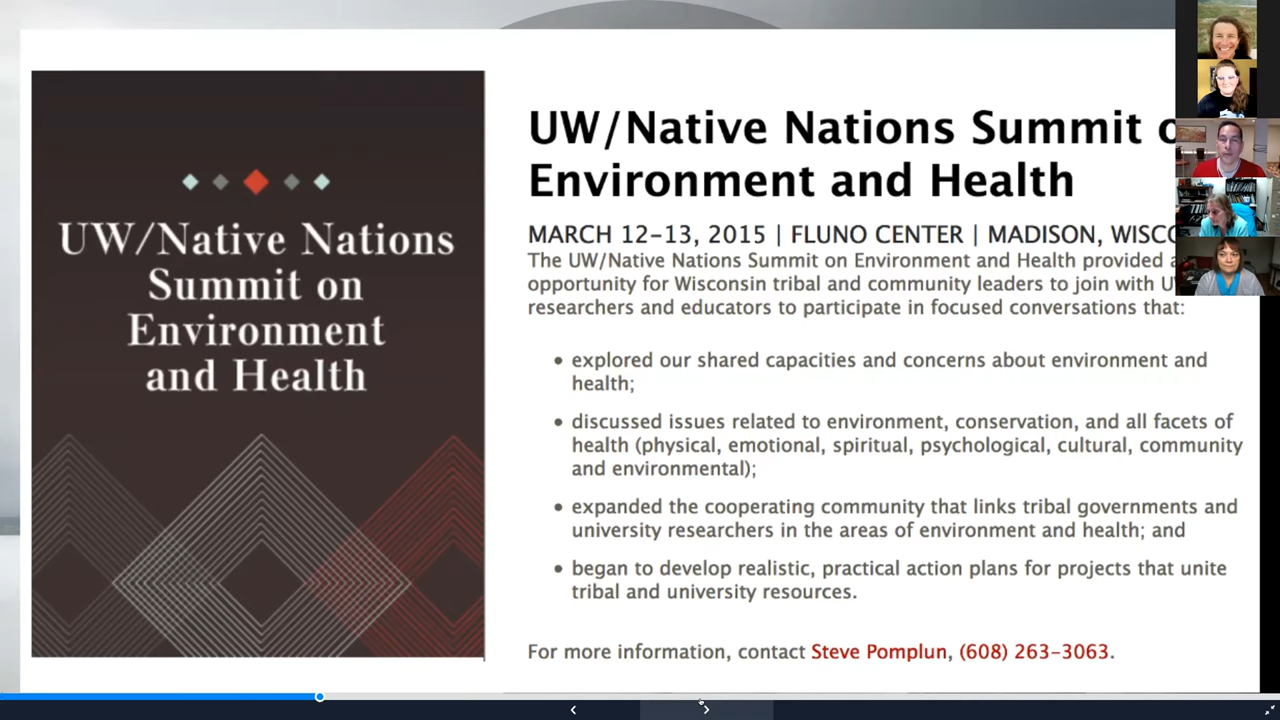 UW/Native Nations
Summit on
Environment
and Health
UW/Native Nations Summit
Environment and Health
MARCH 12–13, 2015 | FLUNO CENTER | MADISON,
The UW/Native Nations Summit on Environment and Health provided
opportunity for Wisconsin tribal and community leaders to join with
researchers and educators to participate in focused conversations that:
• explored our shared capacities and concerns about environment and
health;
• discussed issues related to environment, conservation, and all facets of
health (physical, emotional, spiritual, psychological, cultural, community
and environmental);
• expanded the cooperating community that links tribal governments and
university researchers in the areas of environment and health; and
• began to develop realistic, practical action plans for projects that unite
tribal and university resources.
For more information, contact Steve Pomplun, (608) 263–3063.